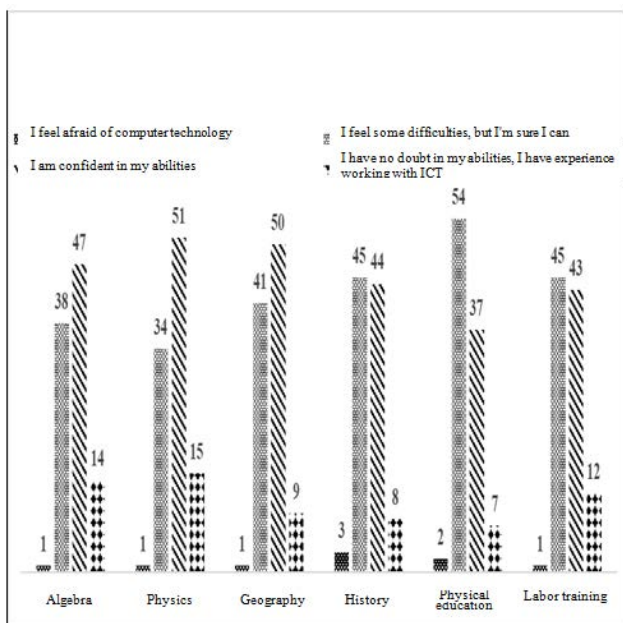 I feel afraid of computer technology
I feel some difficulties, but I'm sure I can
I am confident in my abilities
I have no doubt in my abilities, I have experience
working with ICT
38 47 14
34 51 15
41 50 9
45 44 8
54 37 7
45 43 12
1
1
1
3
2
1
Algebra
Physics
Geography
History
Physical
education
Labor training